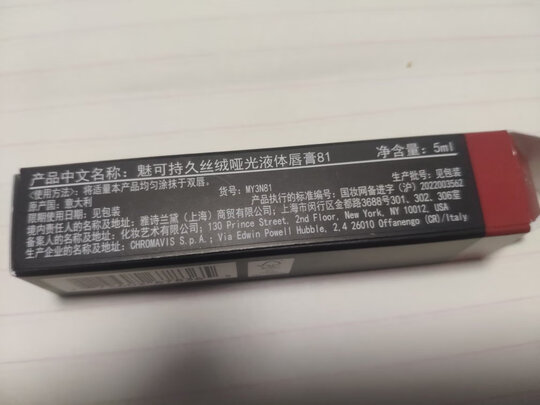 产品中文名称：魅可持久丝绒哑光液体唇膏81 净含量：5ml
<使用方法>：将适量本产品均匀涂抹于双唇。 生产批号：见包装
原产国：意大利 货号：MY3N81 产品执行的标准编号：国妆网备进字（沪）2022003562
限期使用日期：见包装
境内责任人的名称及地址：雅诗兰黛（上海）商贸有限公司；上海市闵行区金都路3688号301、302、306室
备案人的名称及地址：化妆艺术有限公司；130 Prince Street, 2nd Floor, New York, NY 10012, USA
生产企业的名称及地址：CHROMAVIS S.p.A.；Via Edwin Powell Hubble, 2,4 26010 Offanengo (CR)/Italy